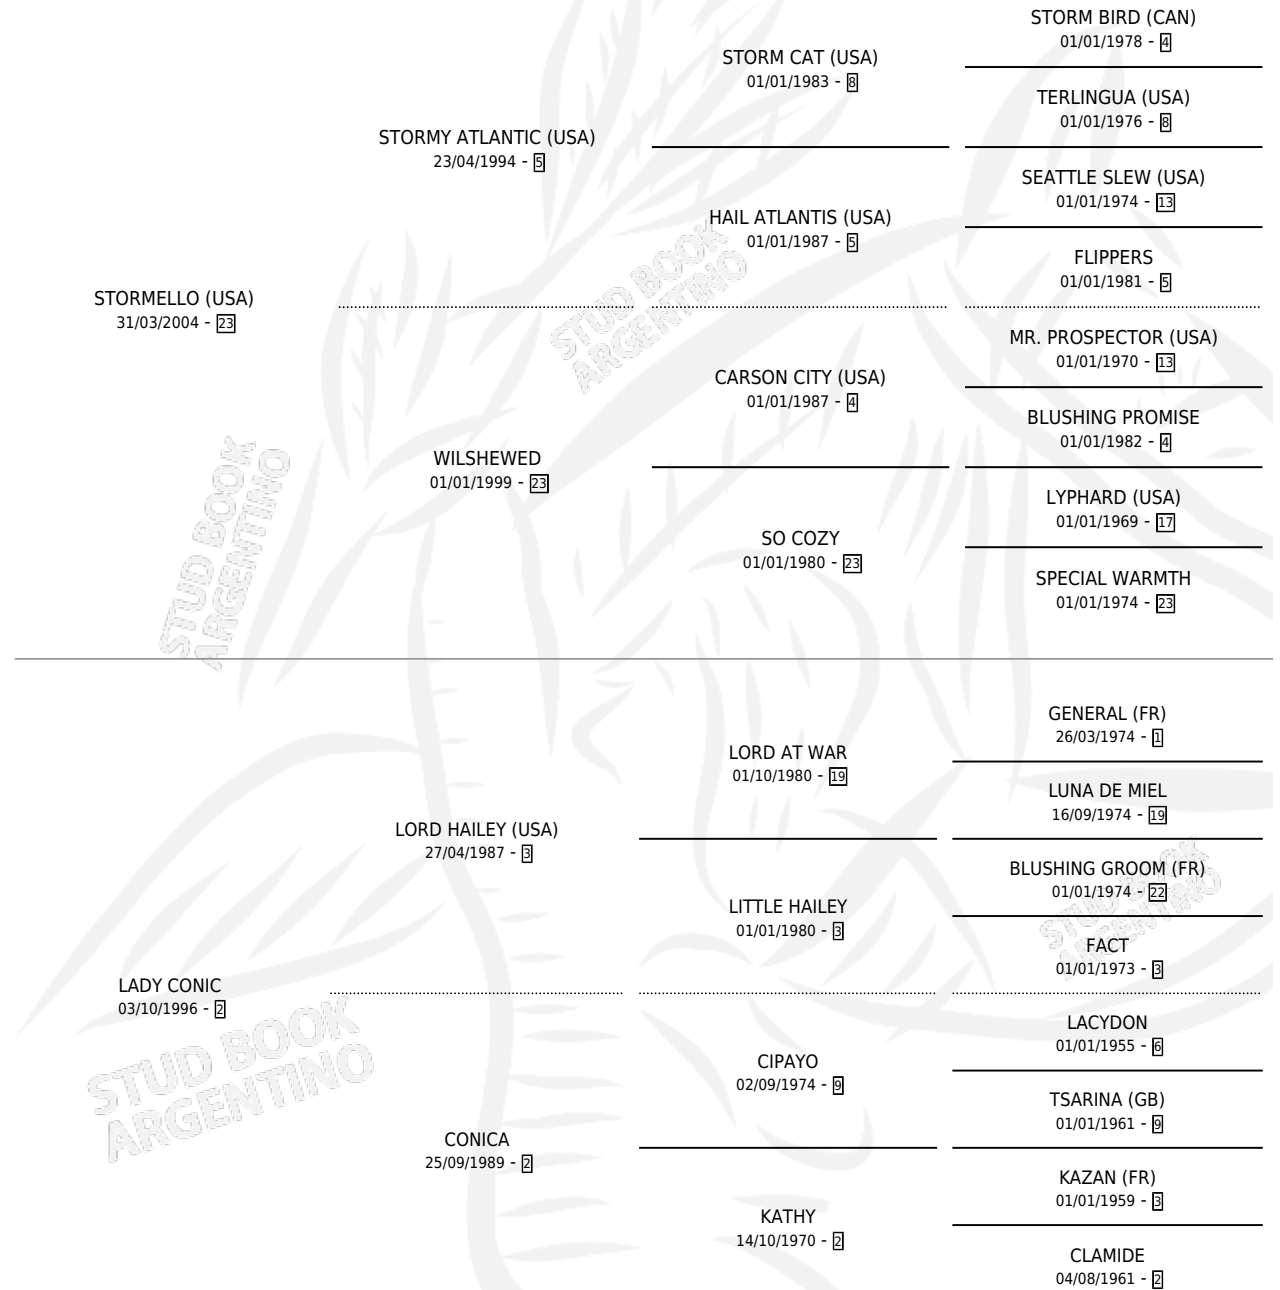 STORM BIRD (CAN)
01/01/1978 - 4
STORM CAT (USA)
01/01/1983 - 8
TERLINGUA (USA)
01/01/1976 - 8
STORMY ATLANTIC (USA)
23/04/1994 - 5
SEATTLE SLEW (USA)
01/01/1974 - 13
HAIL ATLANTIS (USA)
01/01/1987 - 5
FLIPPERS
01/01/1981 - 5
STORMELLO (USA)
31/03/2004 - 23
MR. PROSPECTOR (USA)
01/01/1970 - 13
CARSON CITY (USA)
01/01/1987 - 4
BLUSHING PROMISE
01/01/1982 - 4
WILSHEWED
01/01/1999 - 23
LYPHARD (USA)
01/01/1969 - 17
SO COZY
01/01/1980 - 23
SPECIAL WARMTH
01/01/1974 - 23
GENERAL (FR)
26/03/1974 - 1
LORD AT WAR
01/10/1980 - 19
LUNA DE MIEL
16/09/1974 - 19
LORD HAILEY (USA)
27/04/1987 - 3
BLUSHING GROOM (FR)
01/01/1974 - 22
LITTLE HAILEY
01/01/1980 - 3
FACT
01/01/1973 - 3
LADY CONIC
03/10/1996 - 2
LACYDON
01/01/1955 - 6
CIPAYO
02/09/1974 - 9
TSARINA (GB)
01/01/1961 - 9
CONICA
25/09/1989 - 2
KAZAN (FR)
01/01/1959 - 3
KATHY
14/10/1970 - 2
CLAMIDE
04/08/1961 - 2
STUD BOOK
ARGENTINO
STUD BOOK
ARGENTINO
STUD BOOK
ARGENTINO
STUD BOOK
ARGENTINO